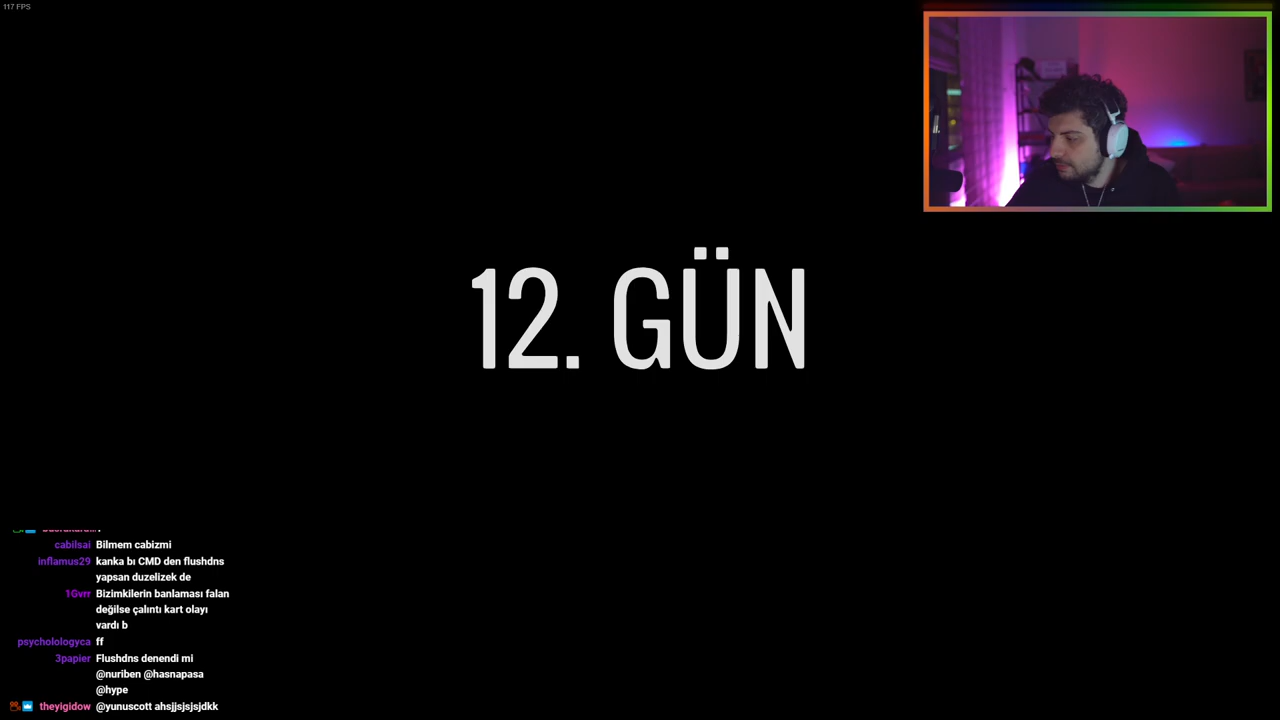 117 FPS
12. GÜN
cabilsai Bilmem cabizmi
inflamus29 kanka bı CMD den flushdns
yapsan duzelizek de
1Gvrr Bizimkilerin banlaması falan
değilse çalıntı kart olayı
vardı b
psycholologyca ff
3papier Flushdns denendi mi
@nuriben @hasnapasa
@hype
theyigidow @yunuscott ahsjjsjsjsjdkk